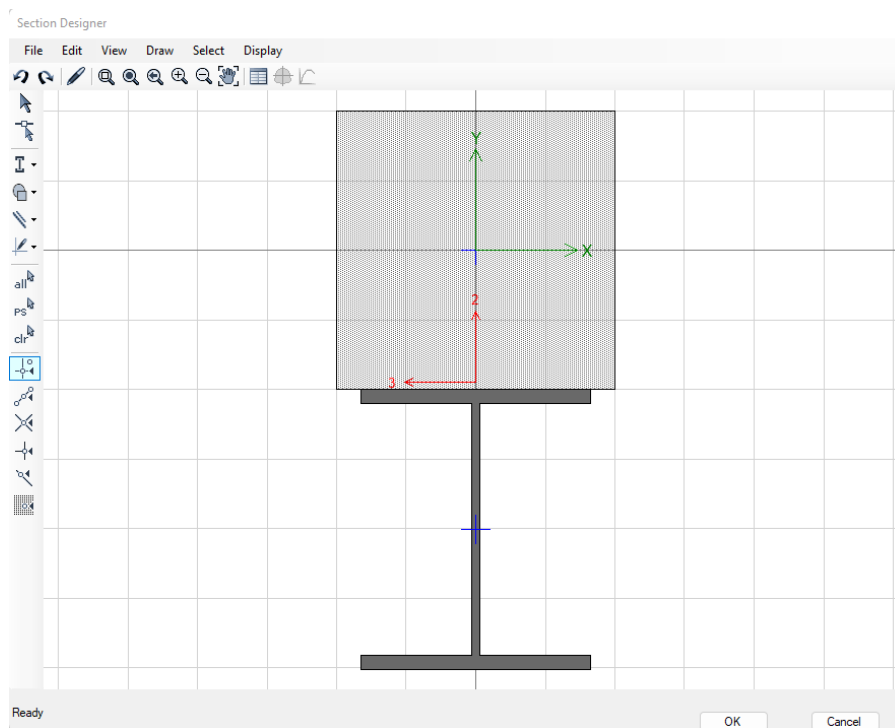 Section Designer
File Edit View Draw Select Display
all
PS
clr
Y
X
2
3
Ready
OK Cancel